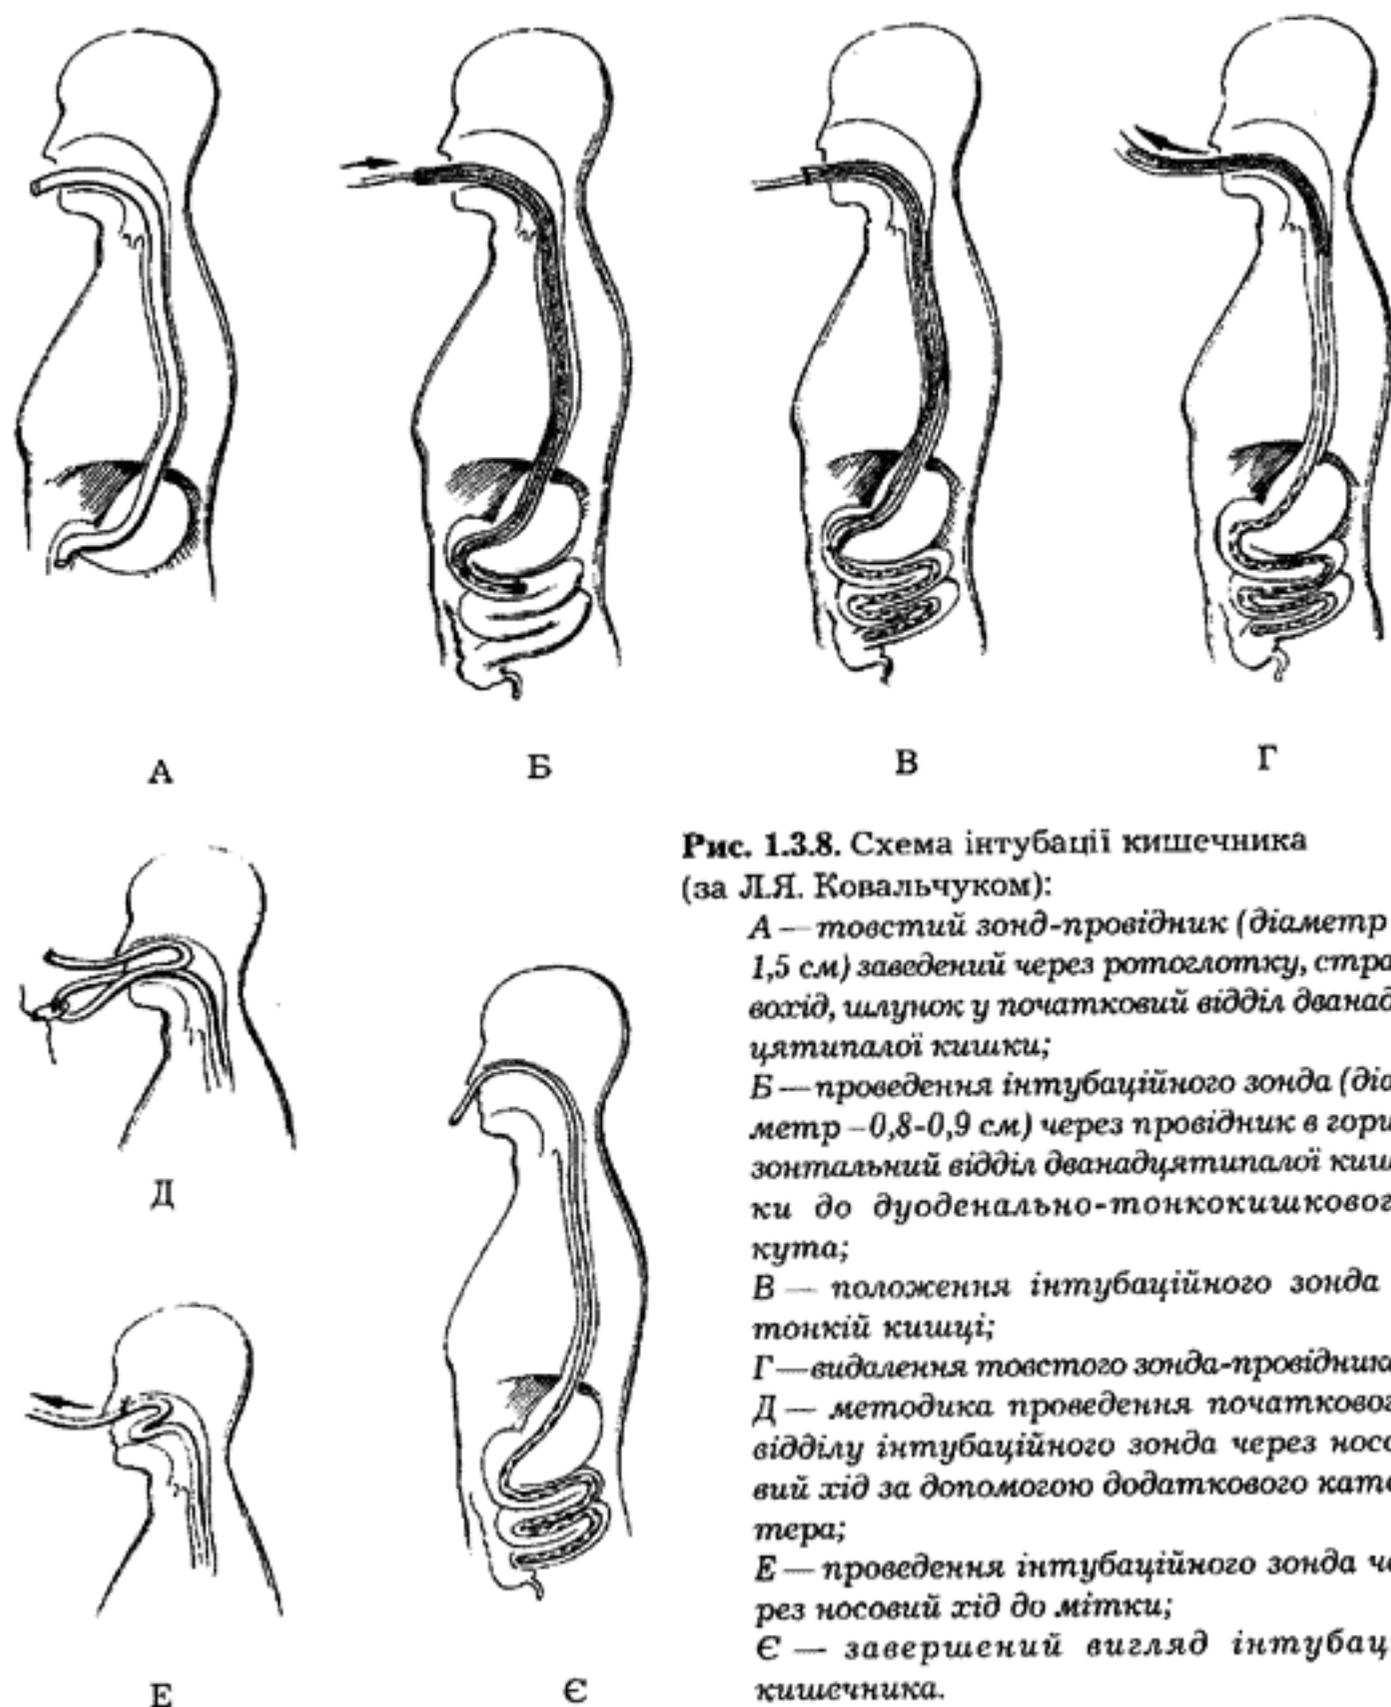 А
Б
В
Г
Д
Е
Є
Рис. 1.3.8. Схема інтубації кишечника
(за Л.Я. Ковальчуком):
А — товстий зонд-провідник (діаметр
1,5 см) заведений через ротоглотку, стра
вохід, шлунок у початковий відділ дванад
цятипалої кишки;
Б — проведення інтубаційного зонда (діа
метр –0,8-0,9 см) через провідник в гори
зонтальний відділ дванадцятипалої киш
ки до дуоденально-тонкокишковог
кута;
В — положення інтубаційного зонда
тонкій кишці;
Г — видалення товстого зонда-провідника
Д — методика проведення початковог
відділу інтубаційного зонда через носо
вий хід за допомогою додаткового кате
тера;
Е — проведення інтубаційного зонда че
рез носовий хід до мітки;
Є — завершений вигляд інтубаці
кишечника.